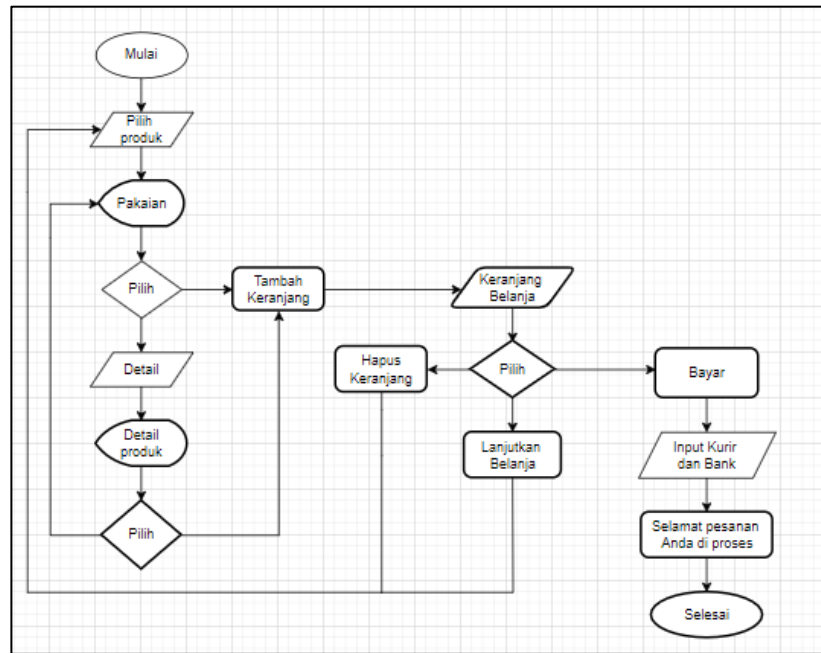 Mulai
Pilih
produk
Pakaian
Pilih
Tambah
Keranjang
Keranjang
Belanja
Detail
Hapus
Keranjang
Pilih
Bayar
Detail
produk
Lanjutkan
Belanja
Input Kurir
dan Bank
Pilih
Selamat pesanan
Anda di proses
Selesai